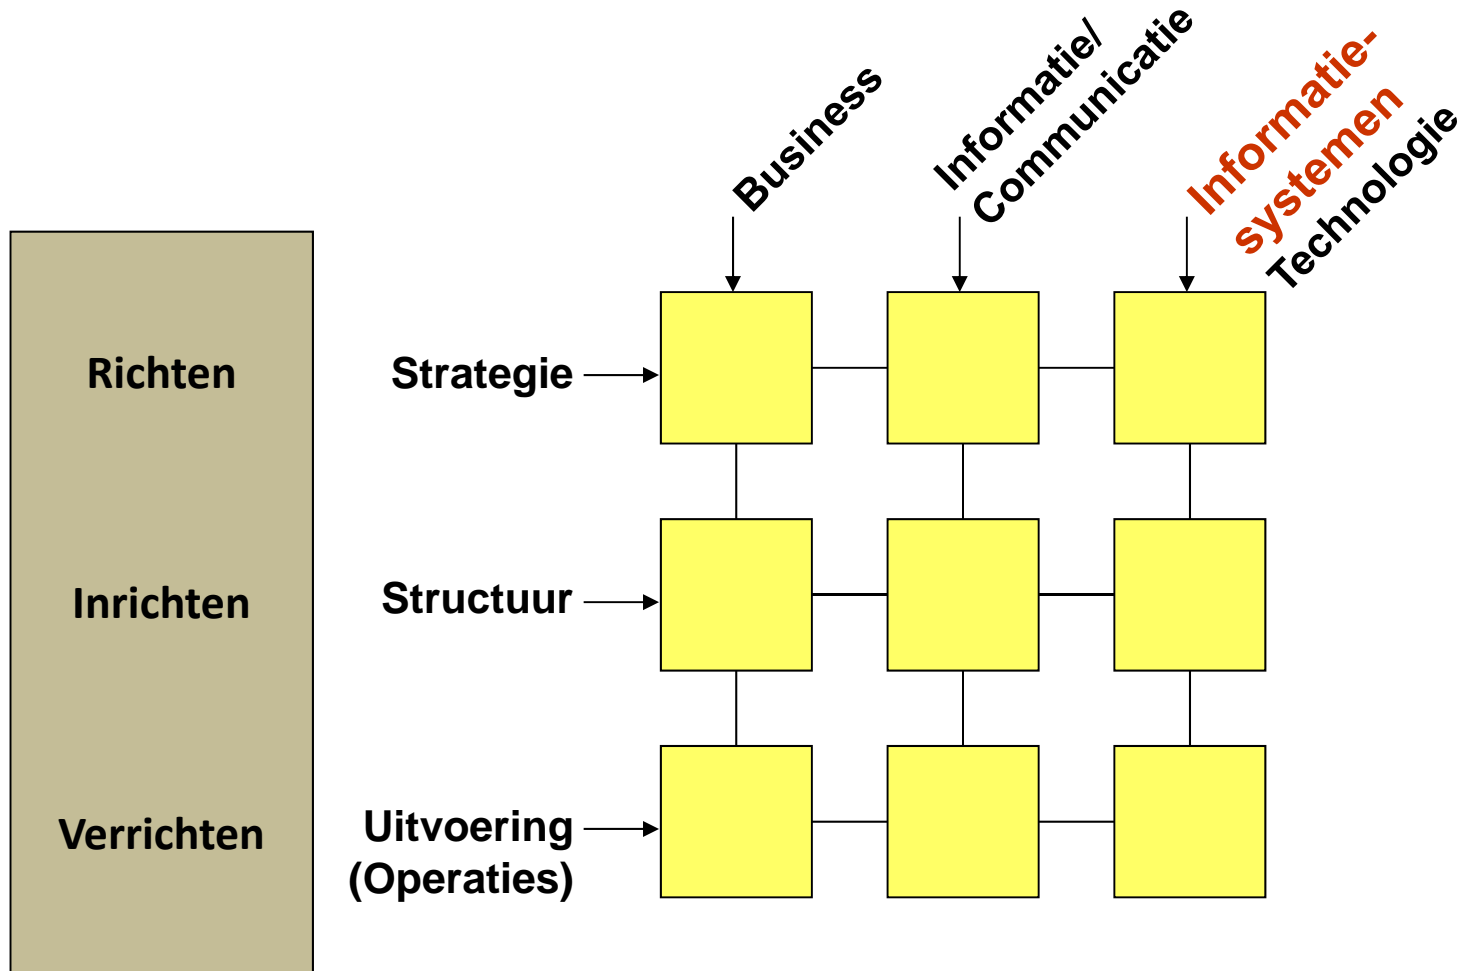 Business
Informatie/
Communicatie
Informatie-
systemen
Technologie
Richten
Strategie
Inrichten
Structuur
Verrichten
Uitvoering
(Operaties)